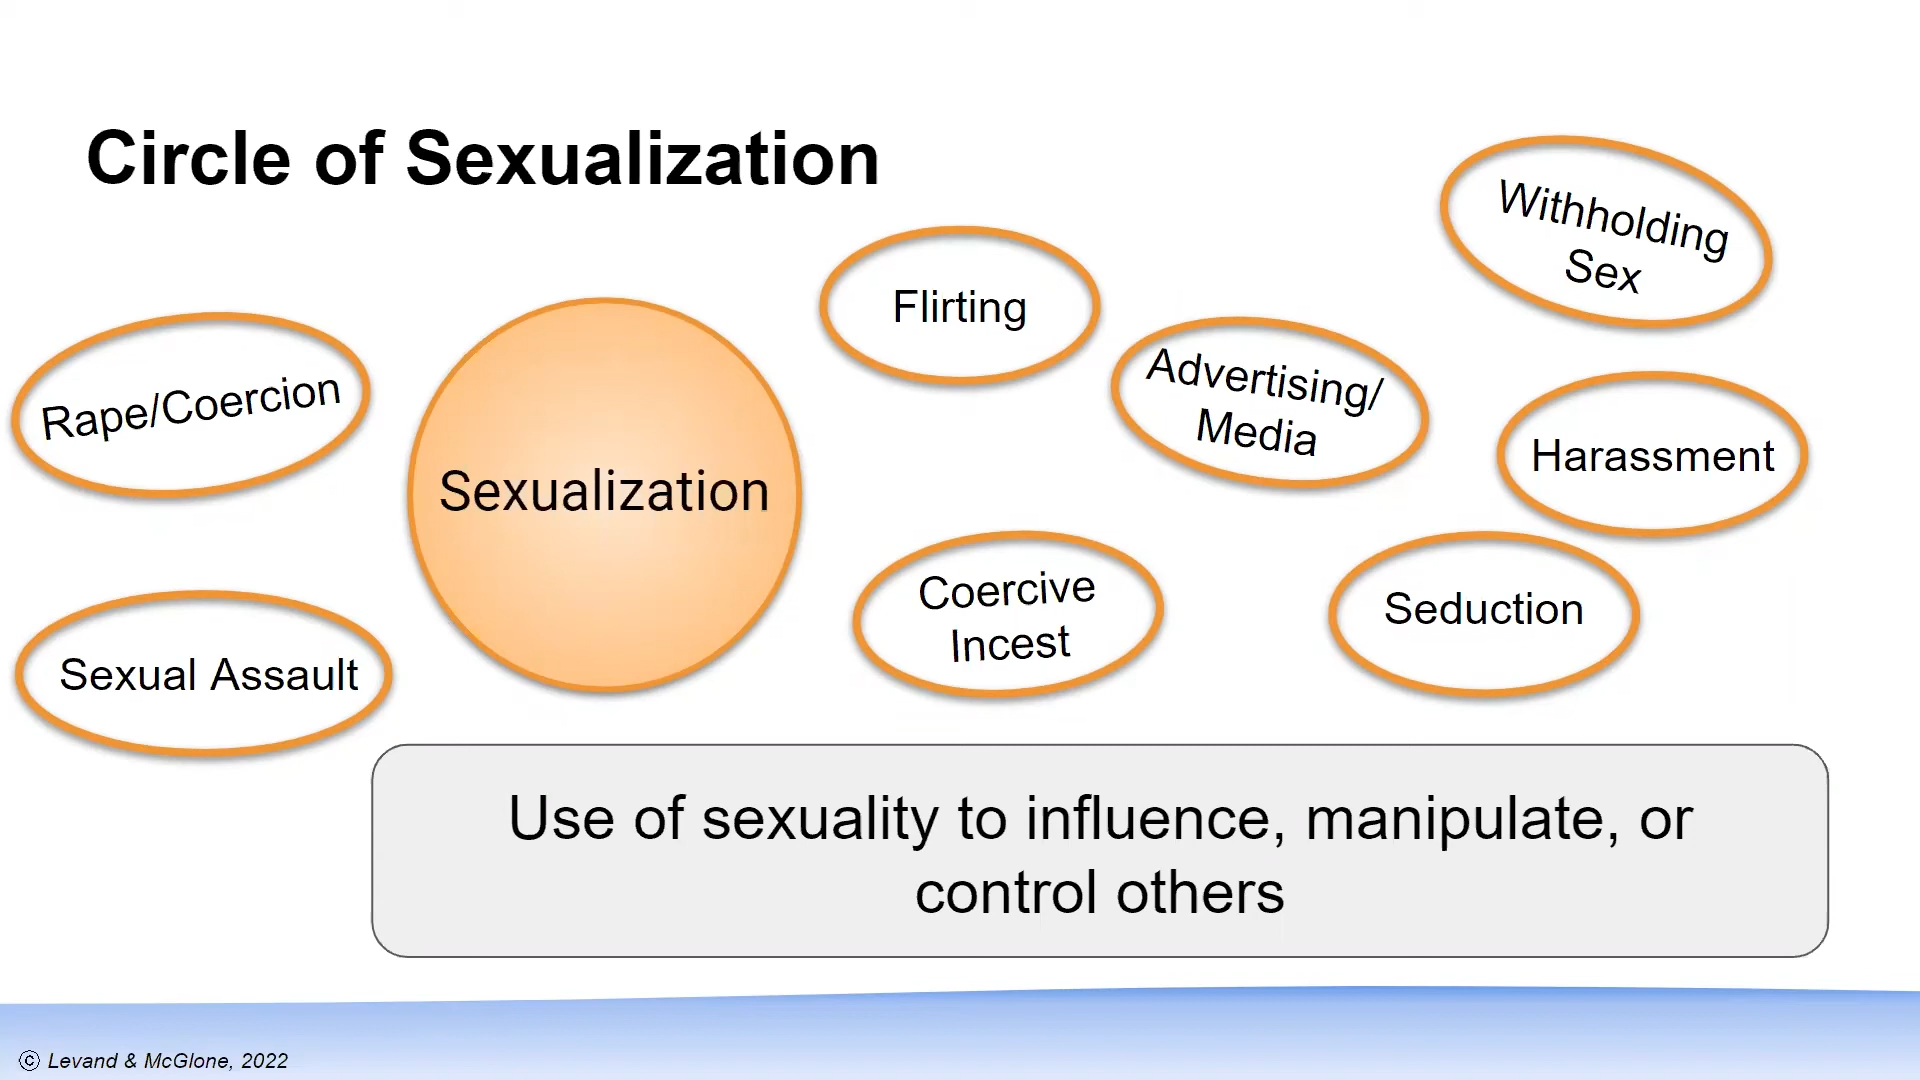 Circle of Sexualization
Withholding
Sex
Flirting
Advertising/
Media
Rape/Coercion
Harassment
Sexualization
Coercive
Incest
Seduction
Sexual Assault
Use of sexuality to influence, manipulate, or
control others
© Levand & McGlone, 2022